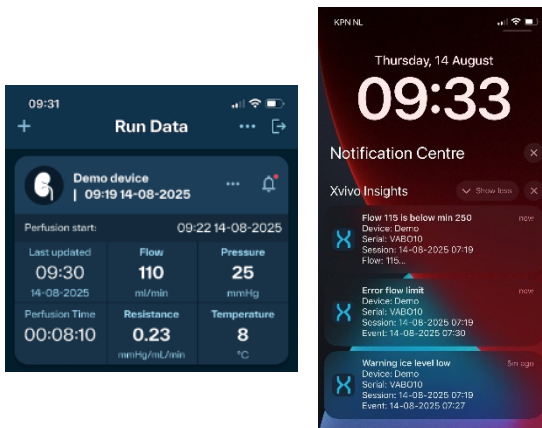 09:31
+ Run Data ...
Demo device
| 09:19 14-08-2025 ...
Perfusion start: 09:22 14-08-2025
Last updated Flow Pressure
09:30 110 25
14-08-2025 ml/min mmHg
Perfusion Time Resistance Temperature
00:08:10 0.23 8
mmHg/mL/min °C
KPN NL
Thursday, 14 August
09:33
Notification Centre
Xvivo Insights Show less
Flow 115 is below min 250 now
Device: Demo
Serial: VABO10
Session: 14-08-2025 07:19
Flow: 115...
Error flow limit now
Device: Demo
Serial: VABO10
Session: 14-08-2025 07:19
Event: 14-08-2025 07:30
Warning ice level low 5m ago
Device: Demo
Serial: VABO10
Session: 14-08-2025 07:19
Event: 14-08-2025 07:27